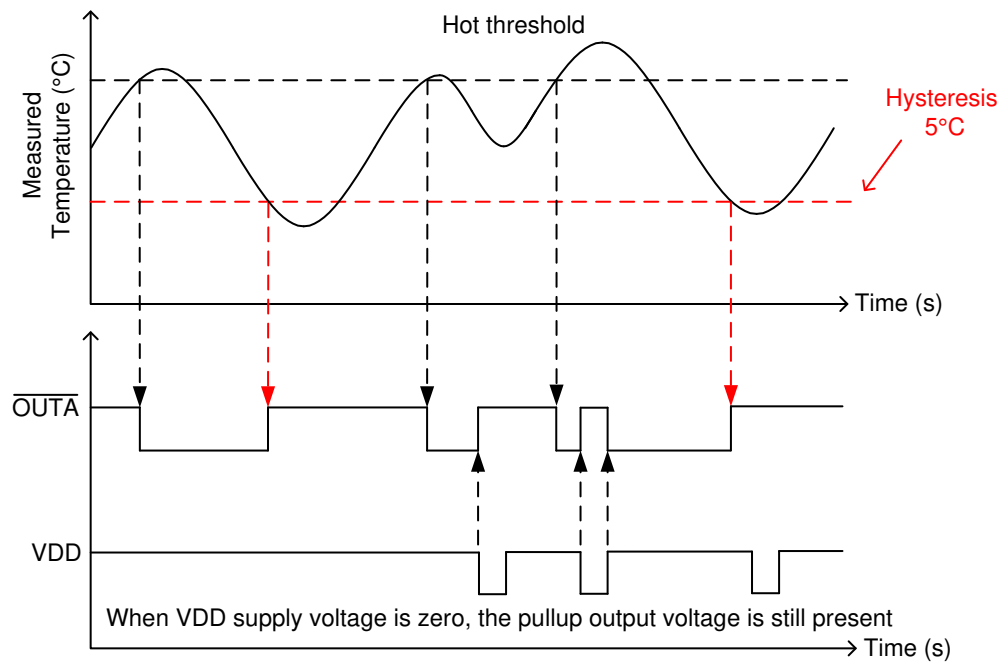 Hot threshold
Measured
Temperature (°C)
Hysteresis
5°C
Time (s)
OUTA
VDD
When VDD supply voltage is zero, the pullup output voltage is still present
Time (s)